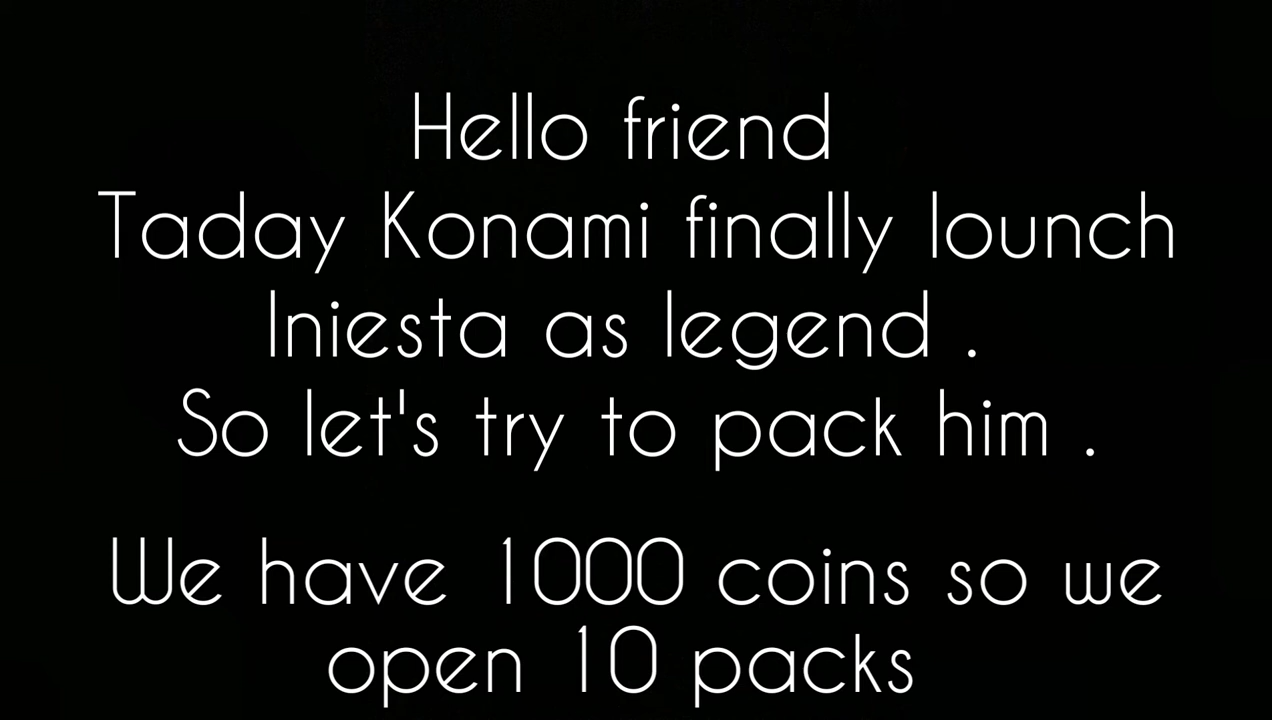 Hello friend
Taday Konami finally lounch
Iniesta as legend .
So let's try to pack him .
We have 1000 coins so we
open 10 packs